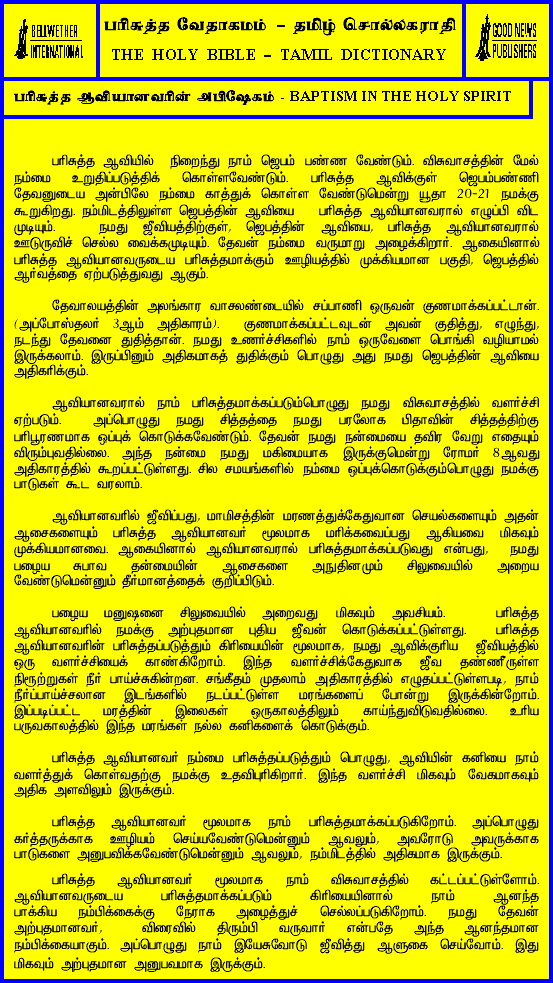 BELLWETHER
INTERNATIONAL
பரிசுத்த வேதாகமம் – தமிழ் சொல்லகராதி
THE HOLY BIBLE – TAMIL DICTIONARY
GOOD NEWS
PUBLISHERS
பரிசுத்த ஆவியானவரின் அபிஷேகம் - BAPTISM IN THE HOLY SPIRIT
பரிசுத்த ஆவியில் நிறைந்து நாம் ஜெபம் பண்ண வேண்டும். விசுவாசத்தின் மேல்
நம்மை உறுதிப்படுத்திக் கொள்ளவேண்டும். பரிசுத்த ஆவிக்குள் ஜெபம்பண்ணி
தேவனுடைய அன்பிலே நம்மை காத்துக் கொள்ள வேண்டுமென்று யூதா 20-21 நமக்கு
கூறுகிறது. நம்மிடத்திலுள்ள ஜெபத்தின் ஆவியை பரிசுத்த ஆவியானவரால் எழுப்பி விட
முடியும். நமது ஜீவியத்திற்குள், ஜெபத்தின் ஆவியை, பரிசுத்த ஆவியானவரால்
ஊடுருவிச் செல்ல வைக்கமுடியும். தேவன் நம்மை வருமாறு அழைக்கிறார். ஆகையினால்
பரிசுத்த ஆவியானவருடைய பரிசுத்தமாக்கும் ஊழியத்தில் முக்கியமான பகுதி, ஜெபத்தில்
ஆர்வத்தை ஏற்படுத்துவது ஆகும்.
தேவாலயத்தின் அலங்கார வாசலண்டையில் சப்பாணி ஒருவன் குணமாக்கப்பட்டான்.
(அப்போஸ்தலர் 3ஆம் அதிகாரம்). குணமாக்கப்பட்டவுடன் அவன் குதித்து, எழுந்து,
நடந்து தேவனை துதித்தான். நமது உணர்ச்சிகளில் நாம் ஒருவேளை பொங்கி வழியாமல்
இருக்கலாம். இருப்பினும் அதிகமாகத் துதிக்கும் பொழுது அது நமது ஜெபத்தின் ஆவியை
அதிகரிக்கும்.
ஆவியானவரால் நாம் பரிசுத்தமாக்கப்படும்பொழுது நமது விசுவாசத்தில் வளர்ச்சி
ஏற்படும். அப்பொழுது நமது சித்தத்தை நமது பரலோக பிதாவின் சித்தத்திற்கு
பரிபூரணமாக ஒப்புக் கொடுக்கவேண்டும். தேவன் நமது நன்மையை தவிர வேறு எதையும்
விரும்புவதில்லை. அந்த நன்மை நமது மகிமையாக இருக்குமென்று ரோமர் 8ஆவது
அதிகாரத்தில் கூறப்பட்டுள்ளது. சில சமயங்களில் நம்மை ஒப்புக்கொடுக்கும்பொழுது நமக்கு
பாடுகள் கூட வரலாம்.
ஆவியானவரில் ஜீவிப்பது, மாமிசத்தின் மரணத்துக்கேதுவான செயல்களையும் அதன்
ஆசைகளையும் பரிசுத்த ஆவியானவர் மூலமாக மரிக்கவைப்பது ஆகியவை மிகவும்
முக்கியமானவை. ஆகையினால் ஆவியானவரால் பரிசுத்தமாக்கப்படுவது என்பது, நமது
பழைய சுபாவ தன்மையின் ஆசைகளை அநுதினமும் சிலுவையில் அறைய
வேண்டுமென்னும் தீர்மானத்தைக் குறிப்பிடும்.
பழைய மனுஷனை சிலுவையில் அறைவது மிகவும் அவசியம். பரிசுத்த
ஆவியானவரில் நமக்கு அற்புதமான புதிய ஜீவன் கொடுக்கப்பட்டுள்ளது. பரிசுத்த
ஆவியானவரின் பரிசுத்தப்படுத்தும் கிரியையின் மூலமாக, நமது ஆவிக்குரிய ஜீவியத்தில்
ஒரு வளர்ச்சியைக் காண்கிறோம். இந்த வளர்ச்சிக்கேதுவாக ஜீவ தண்ணீருள்ள
நிரூற்றுகள் நீர் பாய்ச்சுகின்றன. சங்கீதம் முதலாம் அதிகாரத்தில் எழுதப்பட்டுள்ளபடி, நாம்
நீர்ப்பாய்ச்சலான இடங்களில் நடப்பட்டுள்ள மரங்களைப் போன்று இருக்கின்றோம்.
இப்படிப்பட்ட மரத்தின் இலைகள் ஒருகாலத்திலும் காய்ந்துவிடுவதில்லை. உரிய
பருவகாலத்தில் இந்த மரங்கள் நல்ல கனிகளைக் கொடுக்கும்.
பரிசுத்த ஆவியானவர் நம்மை பரிசுத்தப்படுத்தும் பொழுது, ஆவியின் கனியை நாம்
வளர்த்துக் கொள்வதற்கு நமக்கு உதவிபுரிகிறார். இந்த வளர்ச்சி மிகவும் வேகமாகவும்
அதிக அளவிலும் இருக்கும்.
பரிசுத்த ஆவியானவர் மூலமாக நாம் பரிசுத்தமாக்கப்படுகிறோம். அப்பொழுது
கர்த்தருக்காக ஊழியம் செய்யவேண்டுமென்னும் ஆவலும், அவரோடு அவருக்காக
பாடுகளை அனுபவிக்கவேண்டுமென்னும் ஆவலும், நம்மிடத்தில் அதிகமாக இருக்கும்.
பரிசுத்த ஆவியானவர் மூலமாக நாம் விசுவாசத்தில் கட்டப்பட்டுள்ளோம்.
ஆவியானவருடைய பரிசுத்தமாக்கப்படும் கிரியையினால் நாம் ஆனந்த
பாக்கிய நம்பிக்கைக்கு நேராக அழைத்துச் செல்லப்படுகிறோம். நமது தேவன்
அற்புதமானவர், விரைவில் திரும்பி வருவார் என்பதே அந்த ஆனந்தமான
நம்பிக்கையாகும். அப்பொழுது நாம் இயேசுவோடு ஜீவித்து ஆளுகை செய்வோம். இது
மிகவும் அற்புதமான அனுபவமாக இருக்கும்.